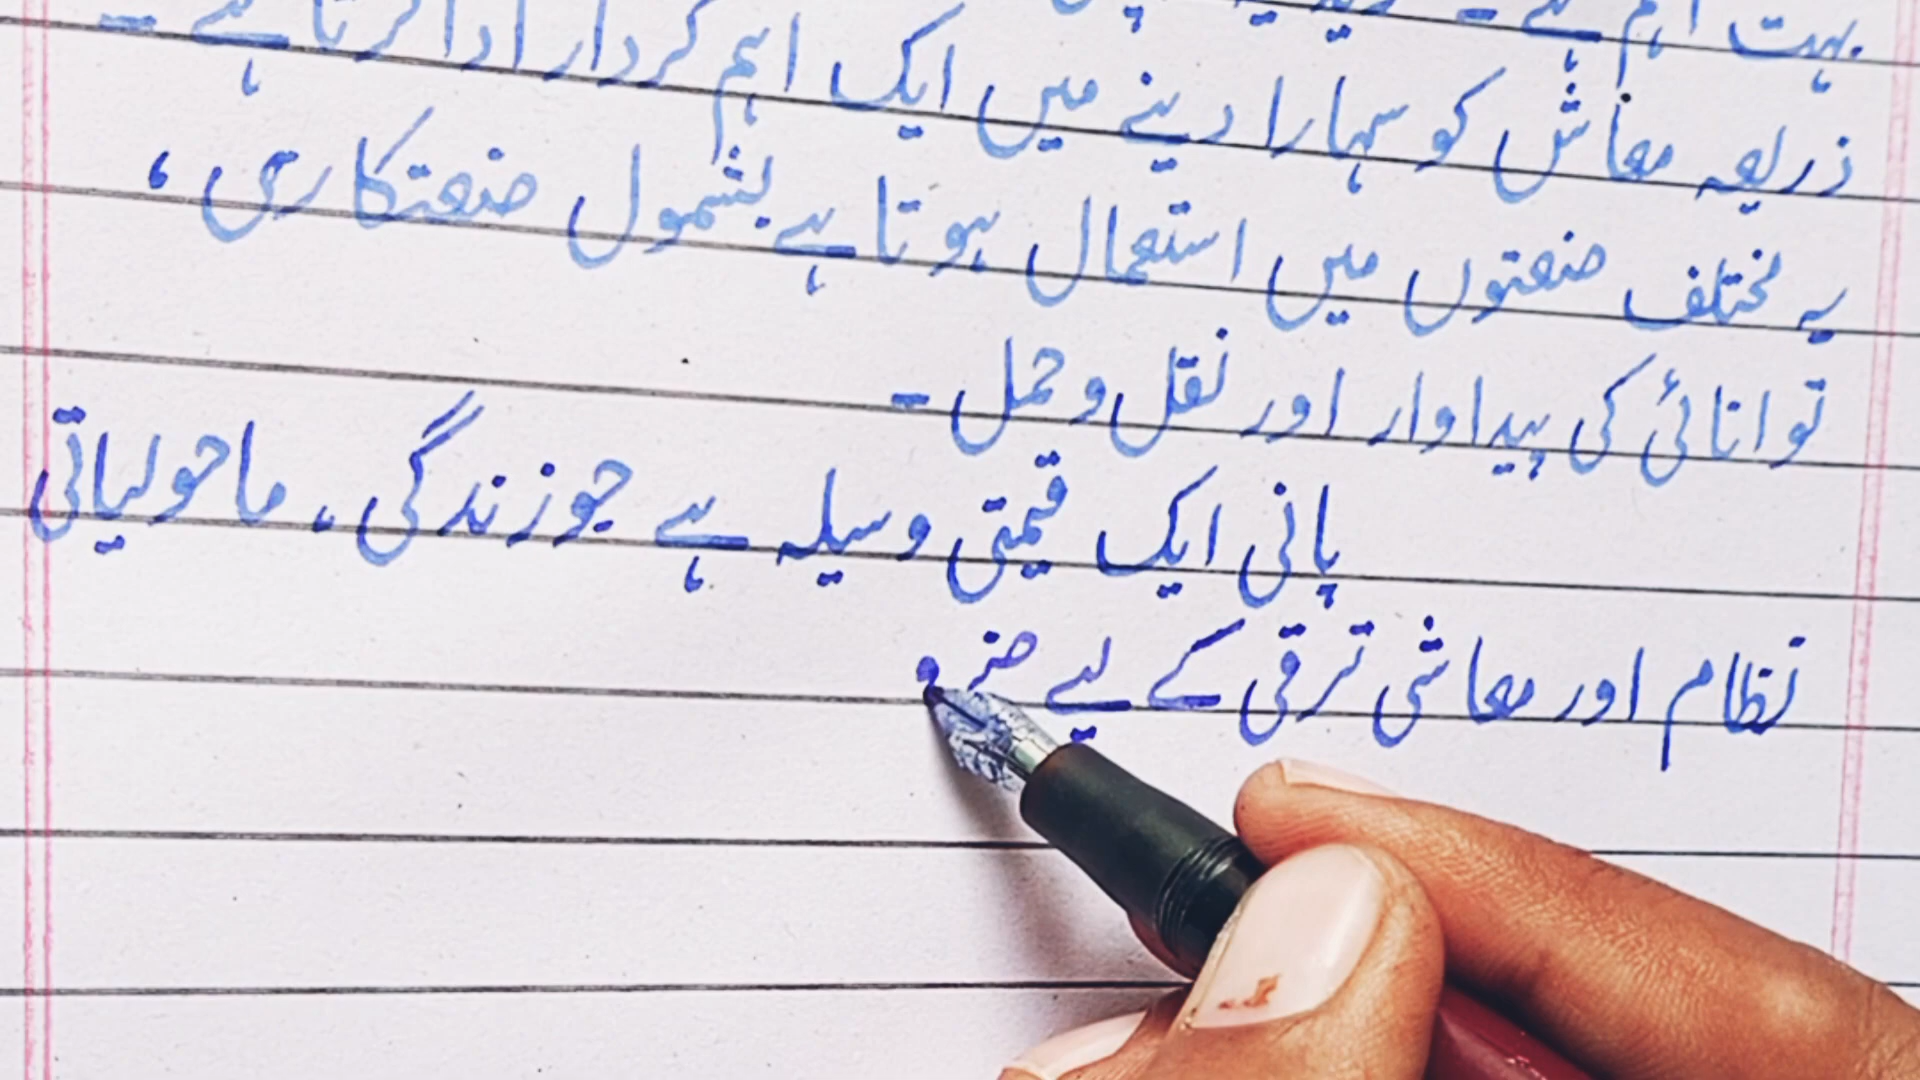 بہت اہم ہے۔
ذریعہ معاش کو سہارا دینے میں ایک اہم کردار ادا کرتا ہے۔
یہ مختلف صنعتوں میں استعمال ہوتا ہے بشمول صنعتکاری،
توانائی کی پیداوار اور نقل و حمل۔
پانی ایک قیمتی وسیلہ ہے جو زندگی، ماحولیاتی
نظام اور معاشی ترقی کے لیے ضرو